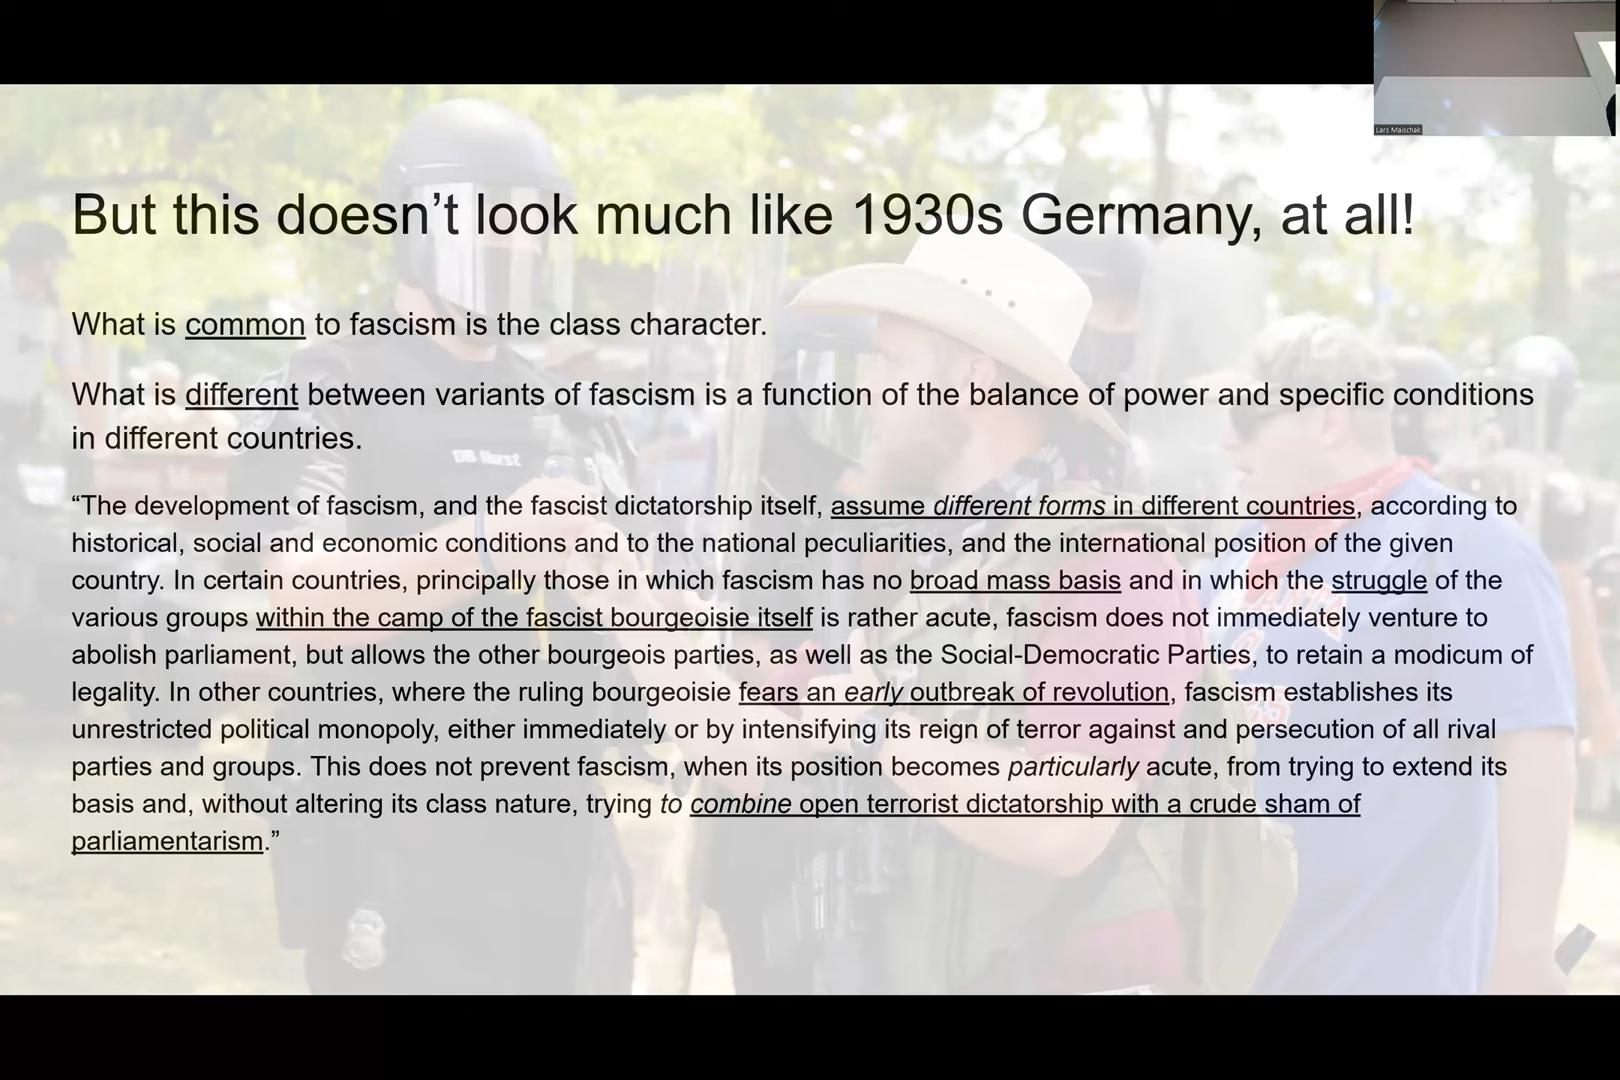 Lars Maischak
But this doesn’t look much like 1930s Germany, at all!
What is common to fascism is the class character.
What is different between variants of fascism is a function of the balance of power and specific conditions
in different countries.
“The development of fascism, and the fascist dictatorship itself, assume different forms in different countries, according to
historical, social and economic conditions and to the national peculiarities, and the international position of the given
country. In certain countries, principally those in which fascism has no broad mass basis and in which the struggle of the
various groups within the camp of the fascist bourgeoisie itself is rather acute, fascism does not immediately venture to
abolish parliament, but allows the other bourgeois parties, as well as the Social-Democratic Parties, to retain a modicum of
legality. In other countries, where the ruling bourgeoisie fears an early outbreak of revolution, fascism establishes its
unrestricted political monopoly, either immediately or by intensifying its reign of terror against and persecution of all rival
parties and groups. This does not prevent fascism, when its position becomes particularly acute, from trying to extend its
basis and, without altering its class nature, trying to combine open terrorist dictatorship with a crude sham of
parliamentarism.”